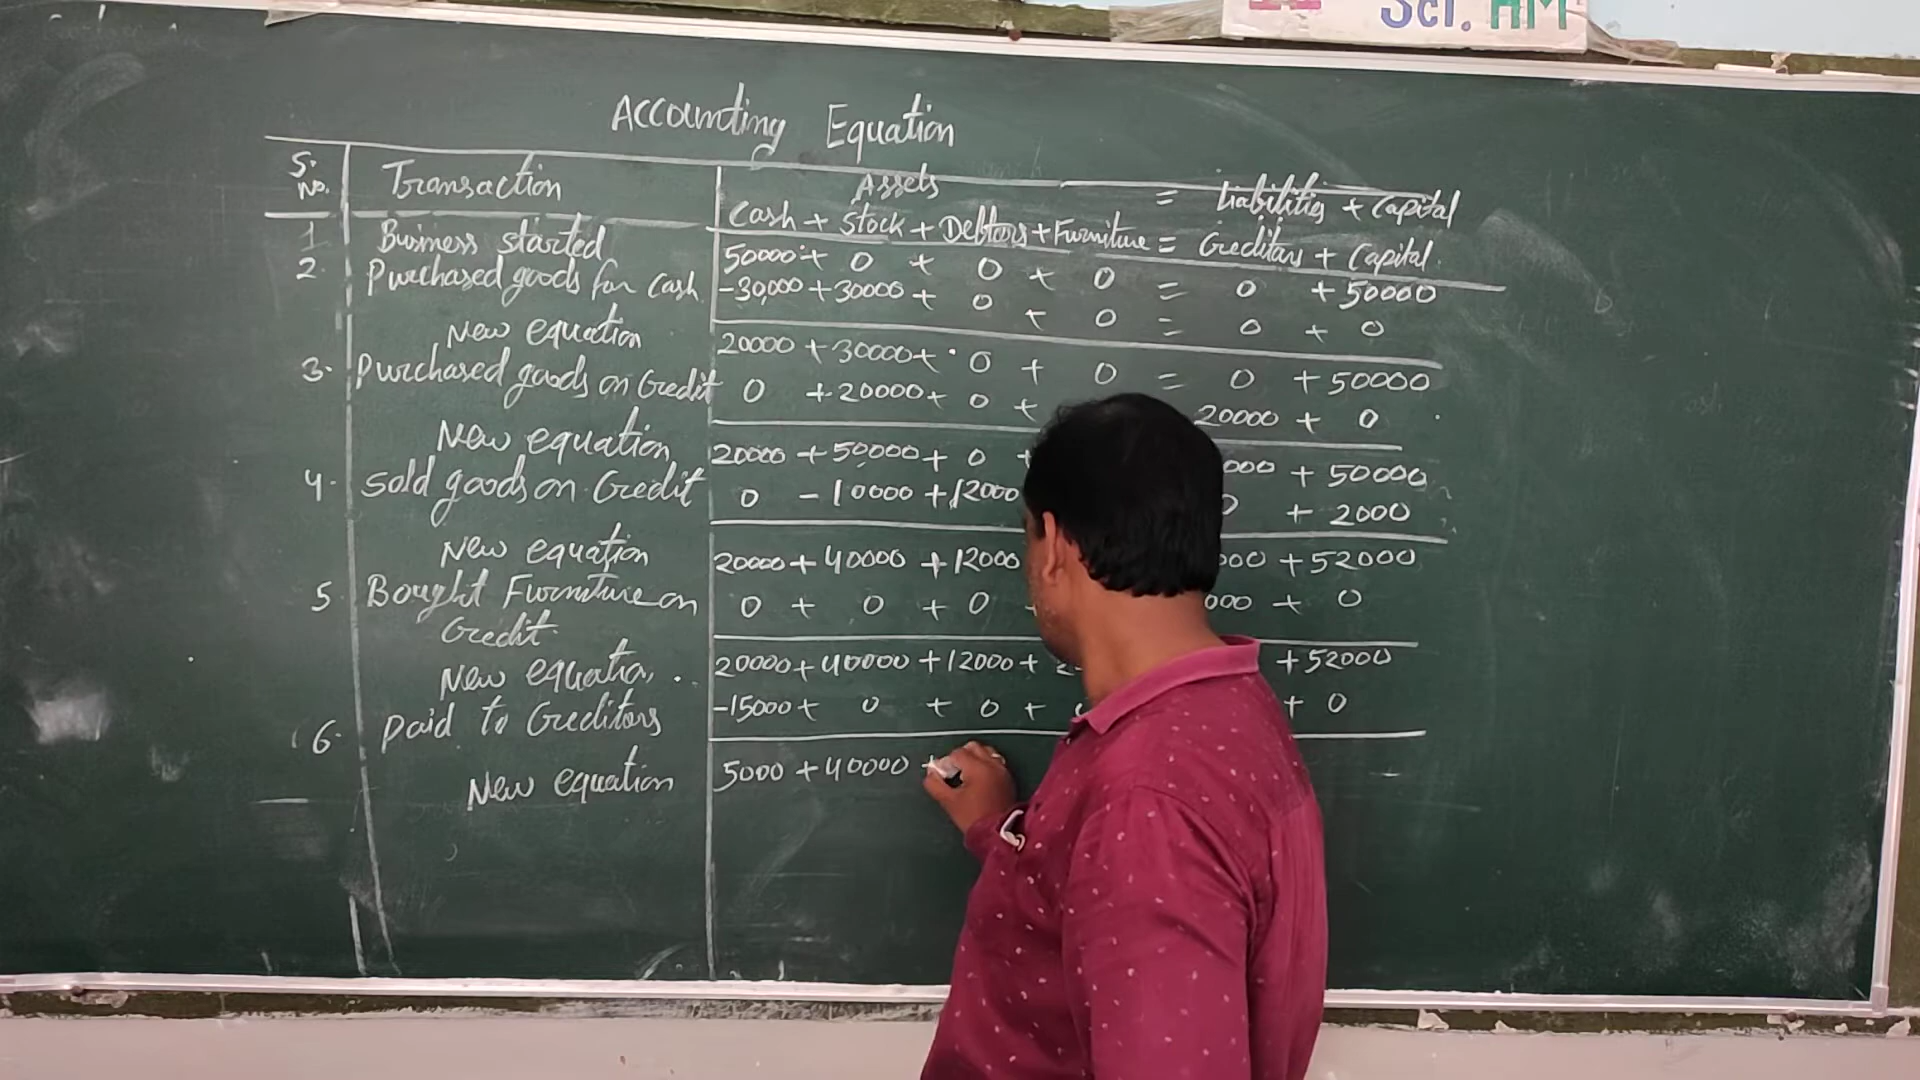 Sci. HM
Accounting Equation
S. No. Transaction Assets = Liabilities + Capital
Cash + Stock + Debtors + Furniture = Creditors + Capital.
1 Business started 50000 + 0 + 0 + 0 = 0 + 50000
2. Purchased goods for cash -30,000 + 30000 + 0 + 0 = 0 + 0
New equation 20000 + 30000 + 0 + 0 = 0 + 50000
3. Purchased goods on Credit 0 + 20000 + 0 + 20000 + 0
New equation 20000 + 50000 + 0 + 50000
4. Sold goods on Credit 0 - 10000 + 12000 + 2000
New equation 20000 + 40000 + 12000 + 52000
5 Bought Furniture on 0 + 0 + 0 + 0
Credit.
New equation 20000 + 40000 + 12000 + + 52000
6. Paid to Creditors -15000 + 0 + 0 + + 0
New equation 5000 + 40000 +